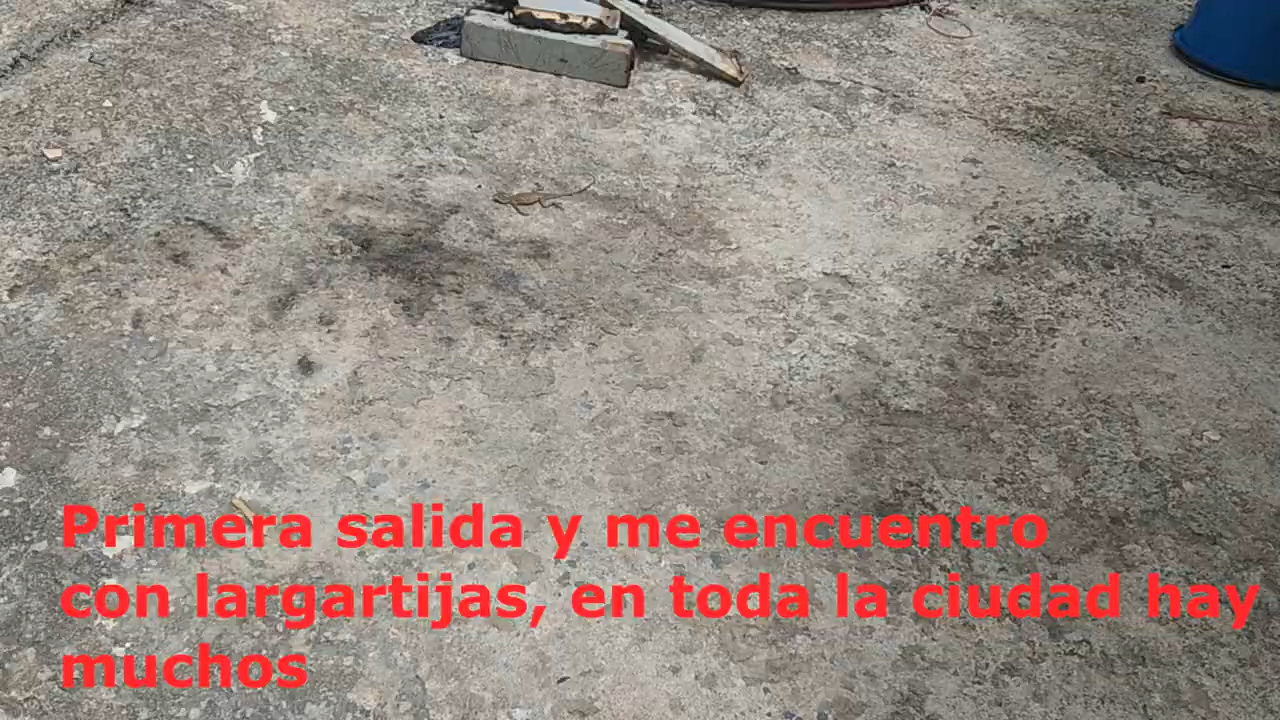 Primera salida y me encuentro
con largartijas, en toda la ciudad hay
muchos